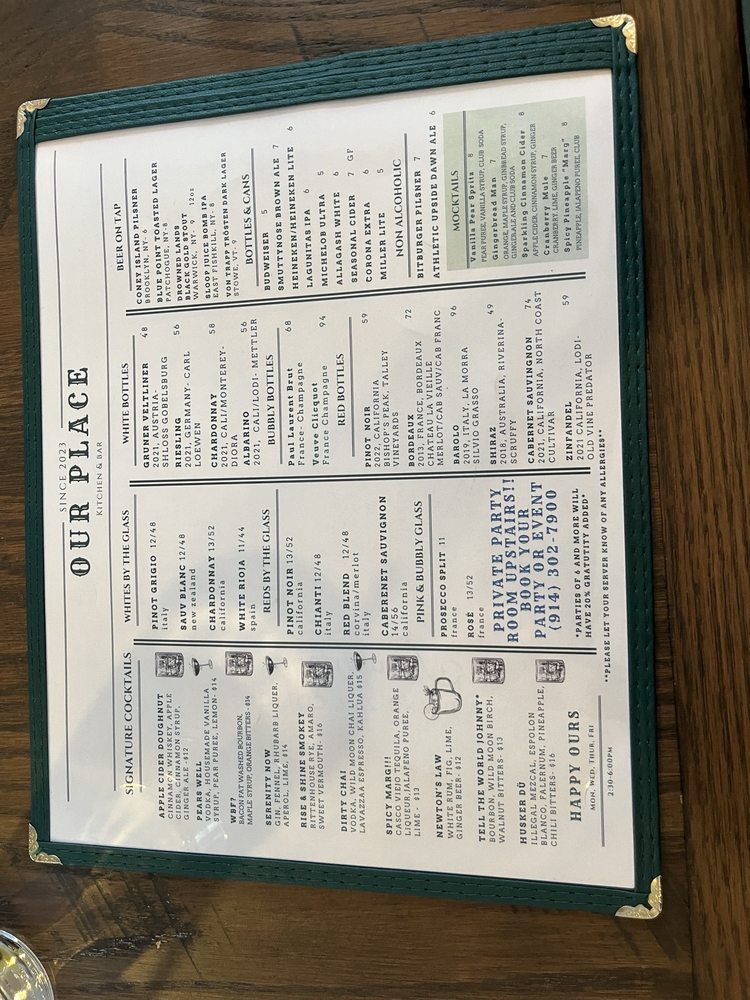 SINCE 2023
OUR PLACE
KITCHEN & BAR
SIGNATURE COCKTAILS
APPLE CIDER DOUGHNUT
CINNAMON WHISKEY, APPLE
CIDER, CINNAMON SYRUP,
GINGER ALE -$12
PEARS WELL
VODKA, HOUSEMADE VANILLA
SYRUP, PEAR PUREE, LEMON- $14
WBF?
BACON FAT WASHED BOURBON,
MAPLE SYRUP, ORANGE BITTERS - $14
SERENITY NOW
GIN, FENNEL, RHUBARB LIQUER,
APEROL, LIME, $14
RISE & SHINE SMOKEY
RITTENHOUSE RYE, AMARO,
SWEET VERMOUTH- $16
DIRTY CHAI
VODKA, WILD MOON CHAI LIQUER,
LAVAZZAA ESPRESSO, KAHLUA $15
SPICY MARG!!!
CASCO VIEJO TEQUILA, ORANGE
LIQUEUR, JALAPENO PUREE,
LIME - $13
NEWTON'S LAW
WHITE RUM, FIG, LIME,
GINGER BEER- $12
TELL THE WORLD JOHNNY*
BOURBON, WILD MOON BIRCH,
WALNUT BITTERS- $13
HUSKER DÜ
ILLEGAL MEZCAL, ESPOLON
BLANCO, FALERNUM, PINEAPPLE,
CHILI BITTERS- $16
HAPPY OURS
MON, WED, THUR, FRI
2:30-6:00PM
WHITES BY THE GLASS
PINOT GRIGIO 12/48
italy
SAUV BLANC 12/48
new zealand
CHARDONNAY 13/52
california
WHITE RIOJA 11/44
spain
REDS BY THE GLASS
PINOT NOIR 13/52
california
CHIANTI 12/48
italy
RED BLEND 12/48
corvina/merlot
italy
CABERENET SAUVIGNON
14/56
california
PINK & BUBBLY GLASS
PROSECCO SPLIT 11
france
ROSÉ 13/52
france
PRIVATE PARTY
ROOM UPSTAIRS!!
BOOK YOUR
PARTY OR EVENT
(914) 302-7900
*PARTIES OF 6 AND MORE WILL
HAVE 20% GRATUTITY ADDED*
**PLEASE LET YOUR SERVER KNOW OF ANY ALLERGIES*
WHITE BOTTLES
GRUNER VELTLINER 48
2021, AUSTRIA-
SHLOSS GOBELSBURG
RIESLING 56
2021, GERMANY- CARL
LOEWEN
CHARDONNAY 58
2021, CALI/MONTEREY-
DIORA
ALBARINO 56
2021, CALI/LODI- METTLER
BUBBLY BOTTLES
Paul Laurent Brut 68
France- Champagne
Veuve Clicquot 94
France Champagne
RED BOTTLES
PINOT NOIR 59
2022, CALIFORNIA
BISHOP'S PEAK, TALLEY
VINEYARDS
BORDEAUX 72
2013, FRANCE, BORDEAUX
CHATEAU LA VIEILLE
MERLOT/CAB SAUV/CAB FRANC
BAROLO 96
2019, ITALY, LA MORRA
SILVIO GRASSO
SHIRAZ 49
2018, AUSTRALIA, RIVERINA-
SCRUFFY
CABERNET SAUVIGNON 74
2021, CALIFORNIA, NORTH COAST
CULTIVAR
ZINFANDEL 59
2021 CALIFORNIA, LODI-
OLD VINE PREDATOR
BEER ON TAP
CONEY ISLAND PILSNER
BROOKLYN, NY- 6
BLUE POINT TOASTED LAGER
PATCHOGUE, NY-8
DROWNED LANDS
BLACK GOLD STOUT 12oz
WARWICK, NY- 9
SLOOP JUICE BOMB IPA
EAST FISHKILL, NY- 8
VON TRAPP TRÖSTEN DARK LAGER
STOWE, VT- 9
BOTTLES & CANS
BUDWEISER 5
SMUTTYNOSE BROWN ALE 7
HEINEKEN/HEINEKEN LITE 6
LAGUNITAS IPA 6
MICHELOB ULTRA 5
ALLAGASH WHITE 6
SEASONAL CIDER 7 GF
CORONA EXTRA 6
MILLER LITE 5
NON ALCOHOLIC
BITBURGER PILSNER 7
ATHLETIC UPSIDE DAWN ALE 6
MOCKTAILS
Vanilla Pear Spritz 8
PEAR PUREE, VANILLA SYRUP, CLUB SODA
Gingerbread Man 7
ORANGE, MAPLE SYRUP, GINBREAD SYRUP,
GINGER ALE AND CLUB SODA
Sparkling Cinnamon Cider 8
APPLE CIDER, CINNAMON SYRUP, GINGER
Cranberry Mule 7
CRANBERRY, LIME, GINGER BEER
Spicy Pineapple "Marg" 8
PINEAPPLE, JALAPENO PUREE, CLUB